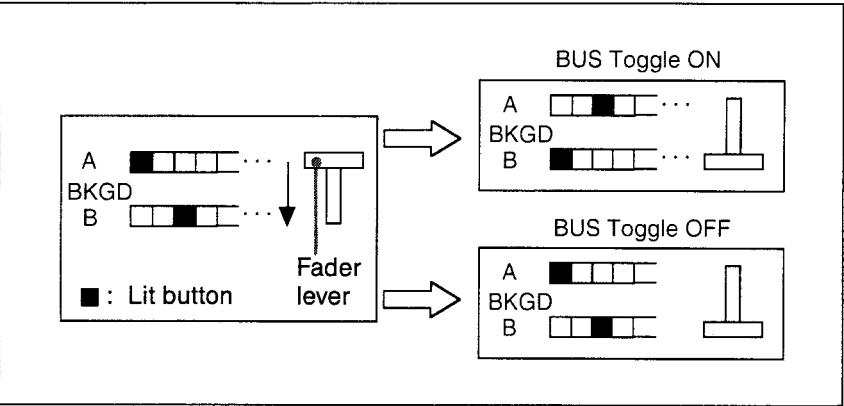 A
BKGD
B
■ : Lit button
Fader
lever
BUS Toggle ON
A
BKGD
B
BUS Toggle OFF
A
BKGD
B